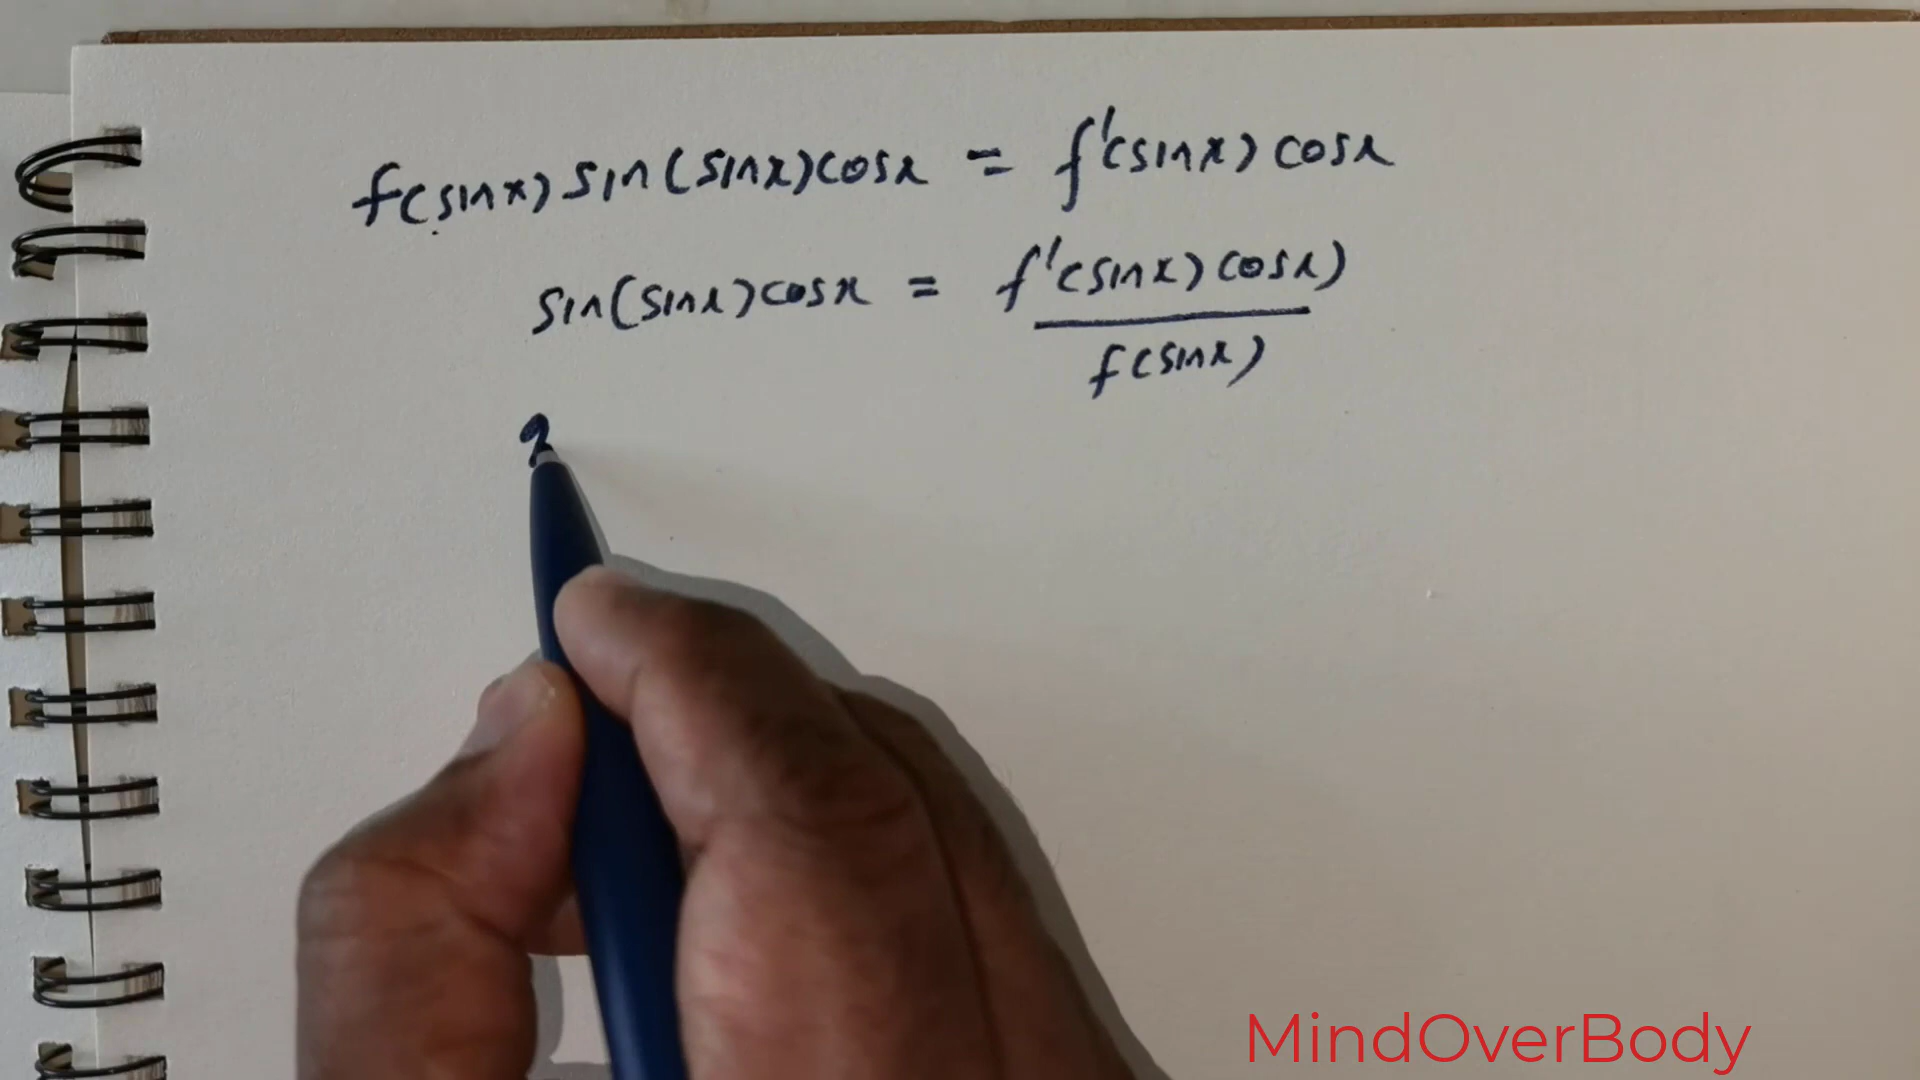 f(sinx) sin(sinx)cosx = f'(sinx) cosx
sin(sinx)cosx = f'(sinx) cosx)
f(sinx)
MindOverBody